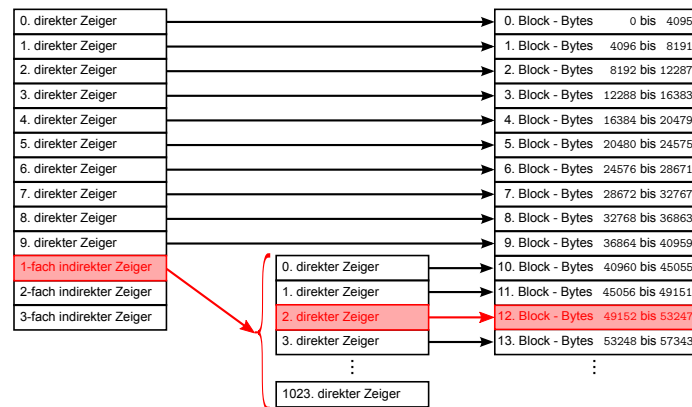 0. direkter Zeiger 0. Block - Bytes 0 bis 4095
1. direkter Zeiger 1. Block - Bytes 4096 bis 8191
2. direkter Zeiger 2. Block - Bytes 8192 bis 12287
3. direkter Zeiger 3. Block - Bytes 12288 bis 16383
4. direkter Zeiger 4. Block - Bytes 16384 bis 20479
5. direkter Zeiger 5. Block - Bytes 20480 bis 24575
6. direkter Zeiger 6. Block - Bytes 24576 bis 28671
7. direkter Zeiger 7. Block - Bytes 28672 bis 32767
8. direkter Zeiger 8. Block - Bytes 32768 bis 36863
9. direkter Zeiger 9. Block - Bytes 36864 bis 40959
1-fach indirekter Zeiger 0. direkter Zeiger 10. Block - Bytes 40960 bis 45055
2-fach indirekter Zeiger 1. direkter Zeiger 11. Block - Bytes 45056 bis 49151
3-fach indirekter Zeiger 2. direkter Zeiger 12. Block - Bytes 49152 bis 53247
3. direkter Zeiger 13. Block - Bytes 53248 bis 57343
⋮ ⋮
1023. direkter Zeiger